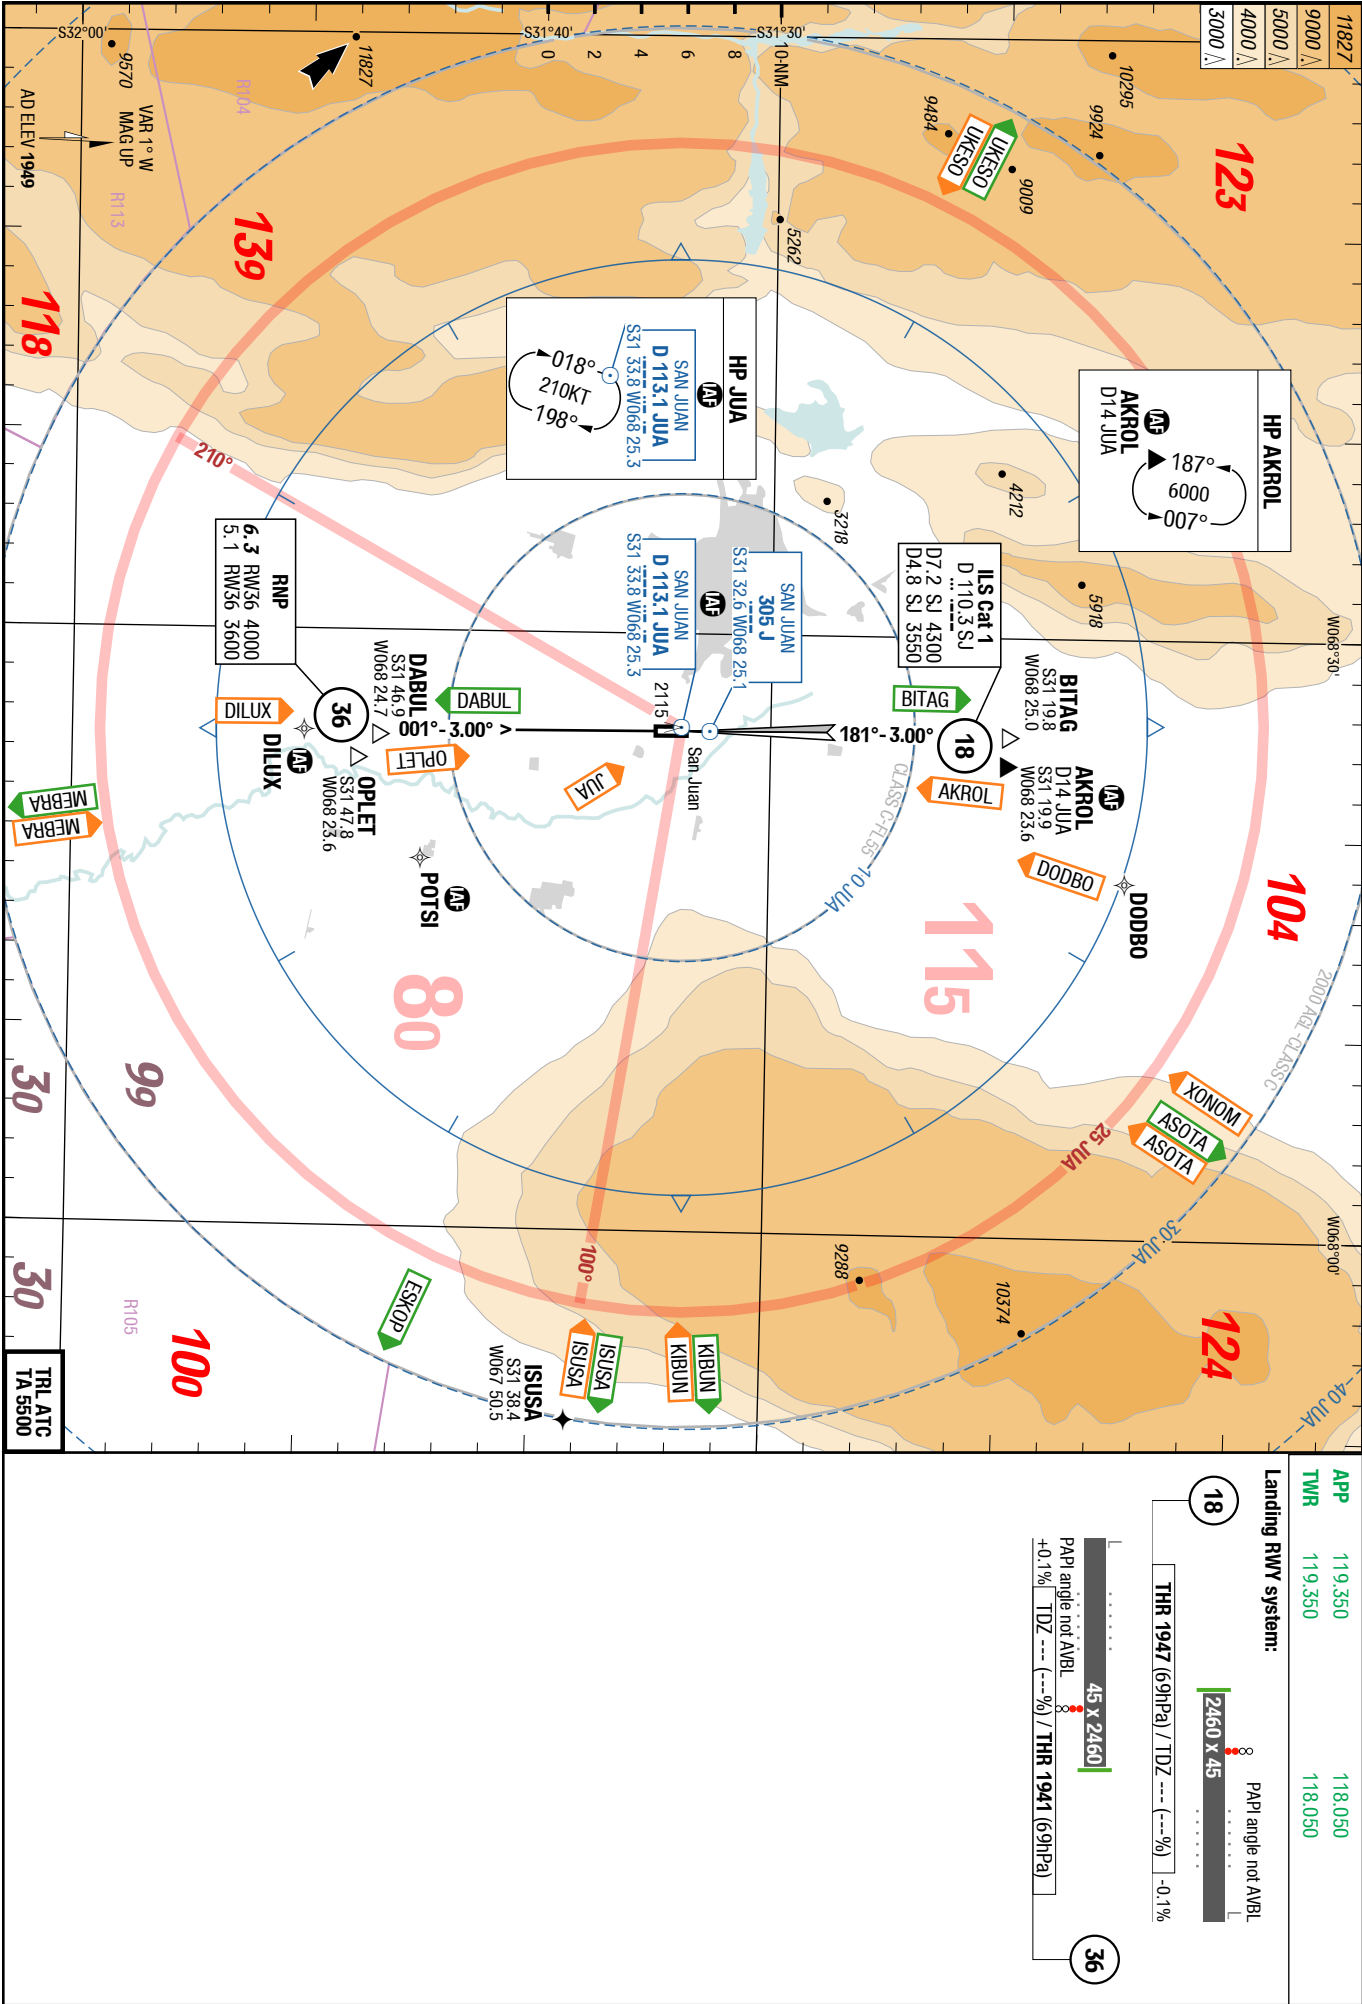 11827
9000
5000
4000
3000
S32°00'
S31°40'
S31°30'
0
2
4
6
8
10 NM
9570
11827
R104
VAR 1° W
MAG UP
AD ELEV 1949
R113
139
118
10295
9924
9484
9009
UKESO
UKESO
123
5262
HP JUA
IAF
SAN JUAN
D 113.1 JUA
S31 33.8 W068 25.3
018°
210KT
198°
HP AKROL
IAF
AKROL
D14 JUA
187°
6000
007°
4212
3218
5918
210°
W068°30'
RNP
6.3 RW36 4000
5.1 RW36 3600
36
SAN JUAN
305 J
S31 32.6 W068 25.1
SAN JUAN
D 113.1 JUA
S31 33.8 W068 25.3
IAF
ILS Cat 1
D 110.3 SJ
D7.2 SJ 4300
D4.8 SJ 3550
18
BITAG
BITAG
S31 19.8
W068 25.0
IAF
AKROL
D14 JUA
S31 19.9
W068 23.6
AKROL
DABUL
S31 46.9
W068 24.7
DABUL
001°- 3.00° >
2115
San Juan
181°- 3.00°
DILUX
DILUX
IAF
OPLET
OPLET
S31 47.8
W068 23.6
JUA
MEBRA
MEBRA
IAF
POTSI
CLASS C-FL55
10 JUA
DODBO
DODBO
104
115
80
2000 AGL -CLASS C
XONOM
ASOTA
ASOTA
25 JUA
30 JUA
99
30
30
W068°00'
100°
9288
10374
124
40 JUA
ESKOP
R105
100
ISUSA
ISUSA
KIBUN
KIBUN
ISUSA
S31 38.4
W067 50.5
TRL ATC
TA 5500
APP 119.350 118.050
TWR 119.350 118.050
Landing RWY system:
18
2460 x 45
PAPI angle not AVBL
L
THR 1947 (69hPa) / TDZ --- (---%) -0.1%
L
PAPI angle not AVBL
45 x 2460
+0.1% TDZ --- (---%) / THR 1941 (69hPa)
36